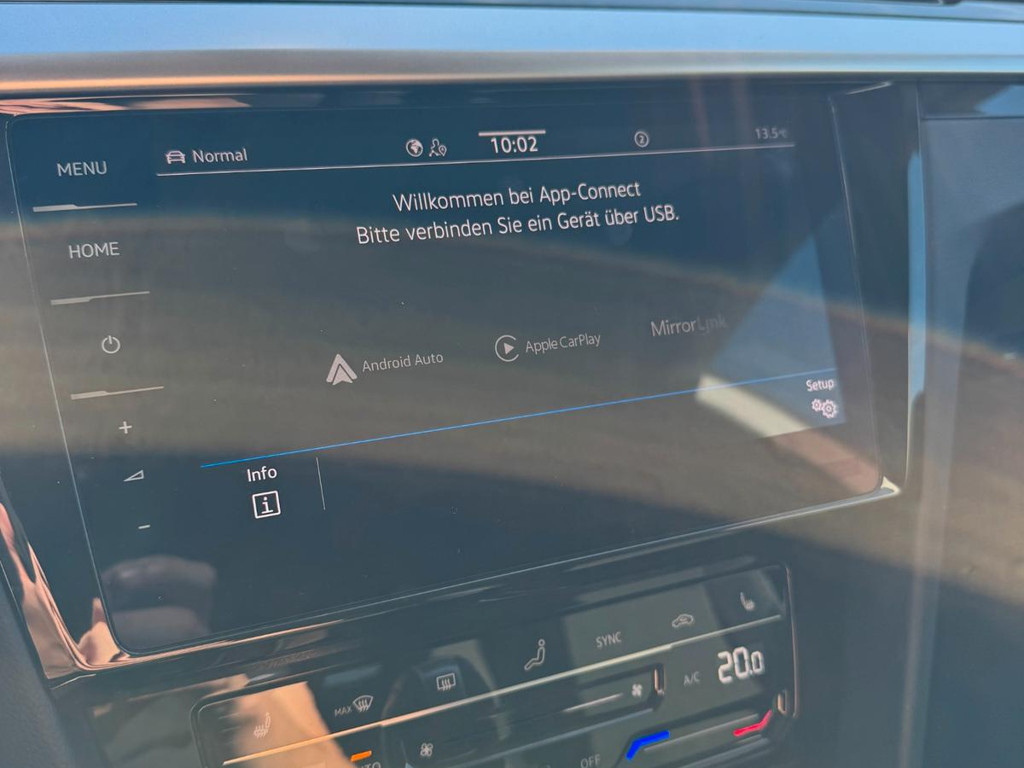 MENU
Normal
10:02
2
13.5°C
Willkommen bei App-Connect
Bitte verbinden Sie ein Gerät über USB.
HOME
Android Auto
Apple CarPlay
MirrorLink
Setup
+
Info
i
-
SYNC
MAX
A/C
20.0
OFF